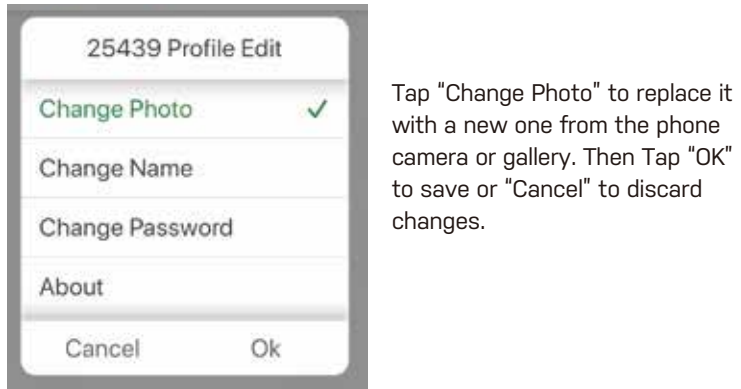 25439 Profile Edit
Change Photo
Change Name
Change Password
About
Cancel Ok
Tap “Change Photo” to replace it
with a new one from the phone
camera or gallery. Then Tap “OK”
to save or “Cancel” to discard
changes.